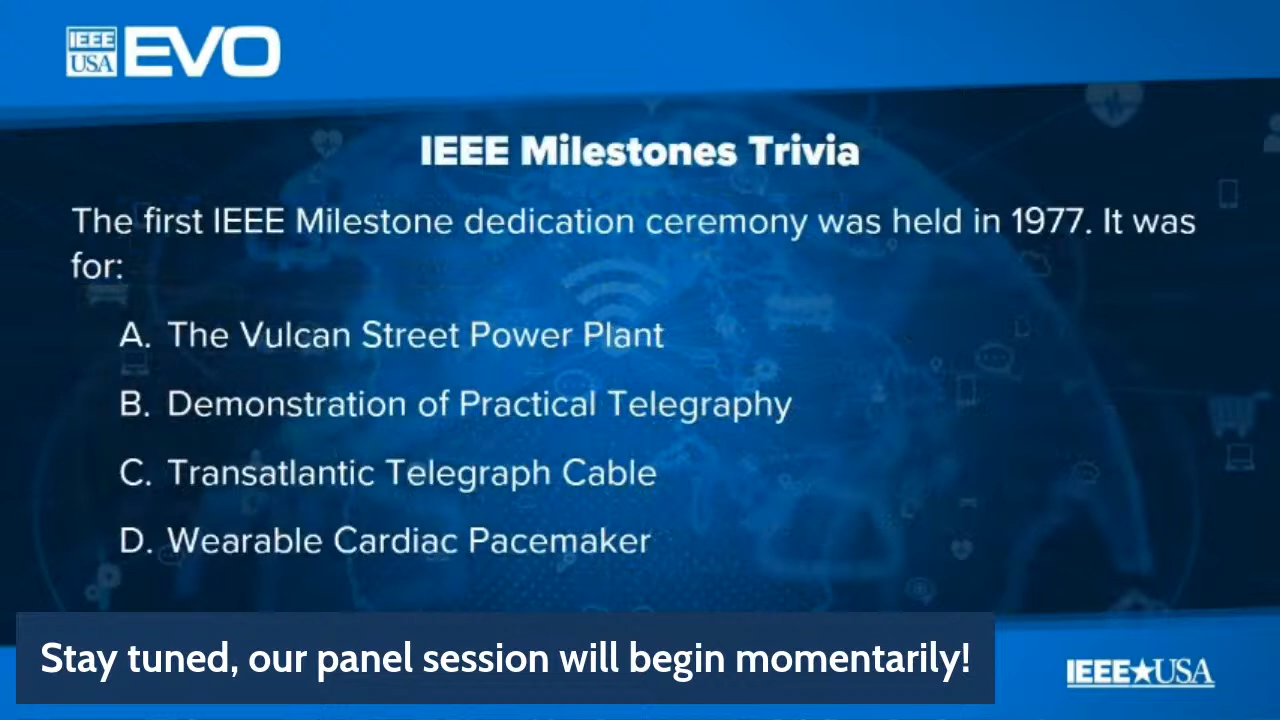 IEEE
USA
EVO
IEEE Milestones Trivia
The first IEEE Milestone dedication ceremony was held in 1977. It was
for:
A. The Vulcan Street Power Plant
B. Demonstration of Practical Telegraphy
C. Transatlantic Telegraph Cable
D. Wearable Cardiac Pacemaker
Stay tuned, our panel session will begin momentarily!
IEEE★USA